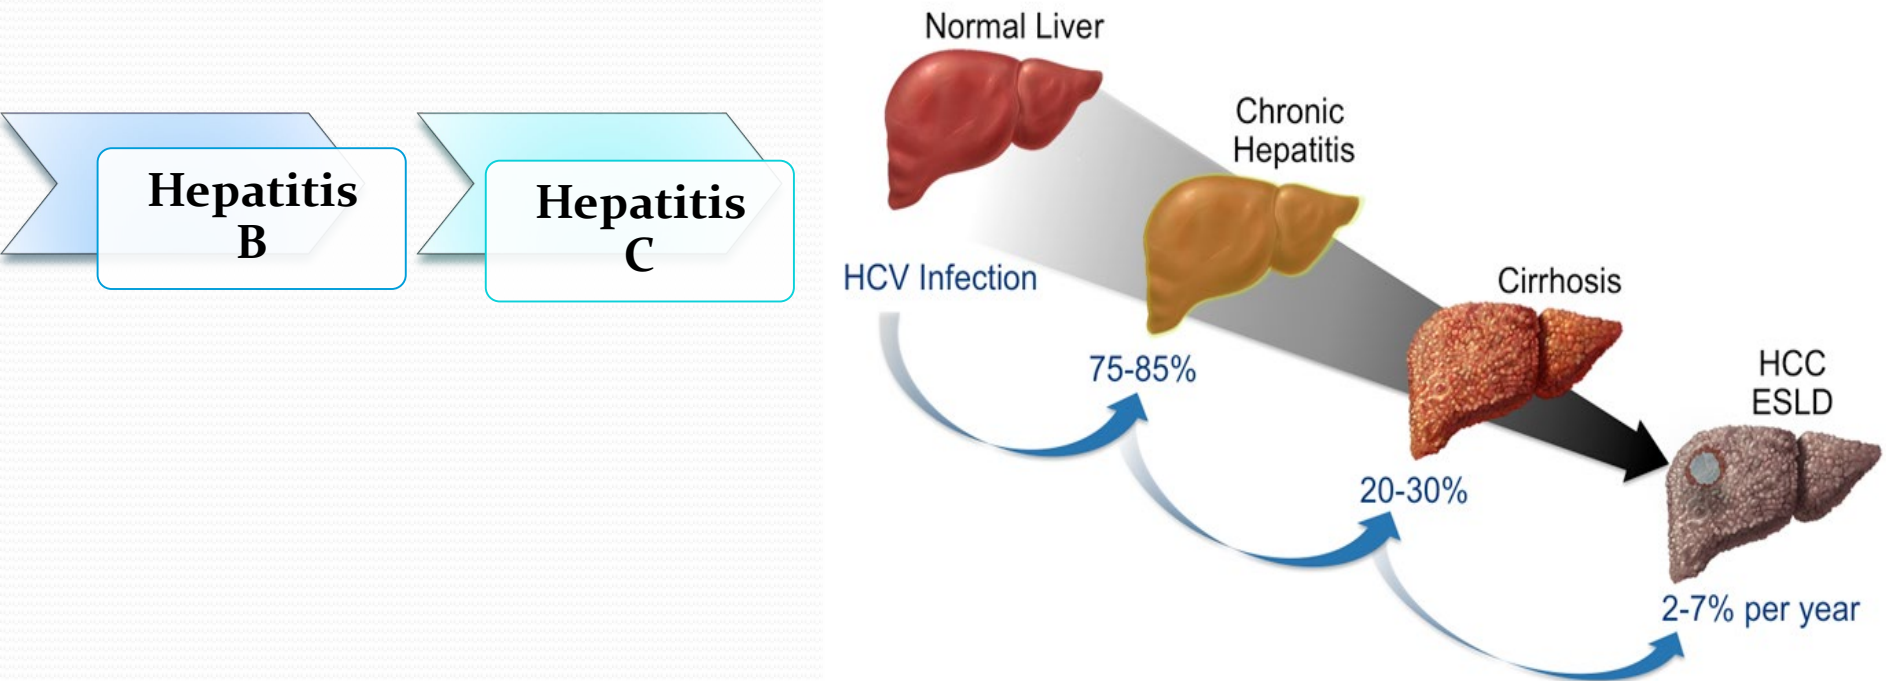 Hepatitis
B
Hepatitis
C
Normal Liver
Chronic
Hepatitis
HCV Infection
Cirrhosis
75-85%
HCC
ESLD
20-30%
2-7% per year